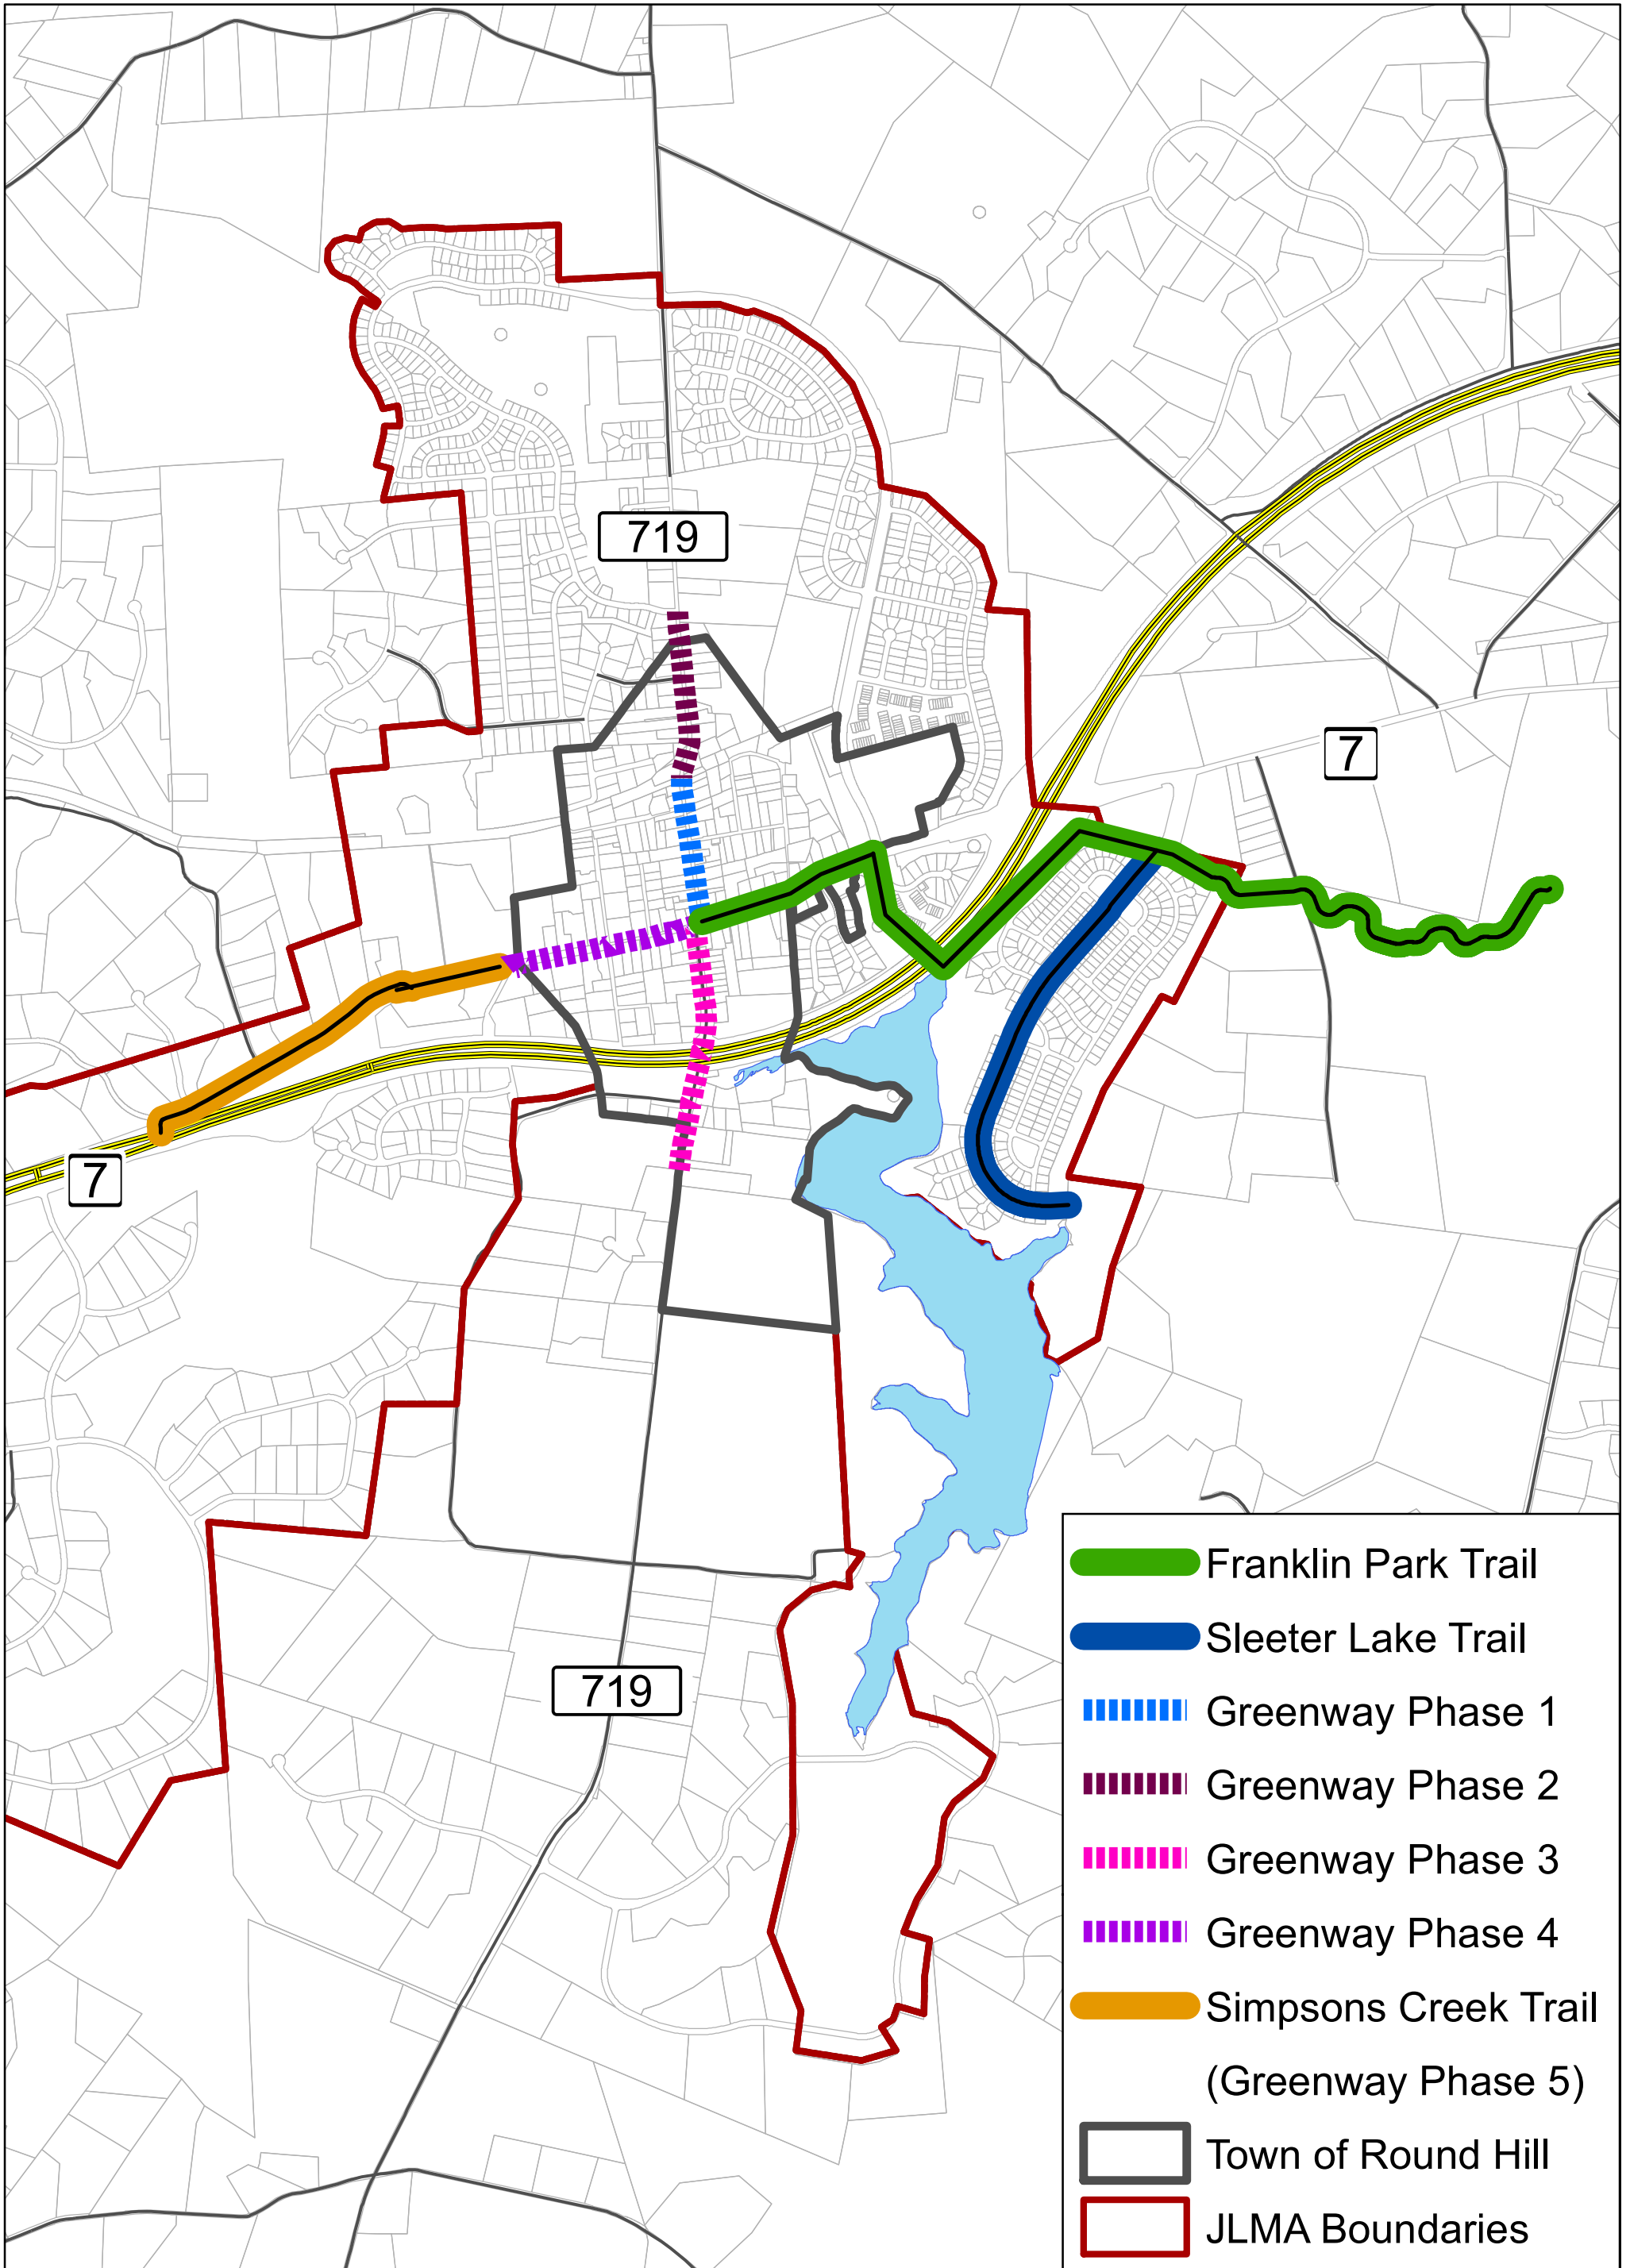 719
7
7
719
Franklin Park Trail
Sleeter Lake Trail
Greenway Phase 1
Greenway Phase 2
Greenway Phase 3
Greenway Phase 4
Simpsons Creek Trail
(Greenway Phase 5)
Town of Round Hill
JLMA Boundaries